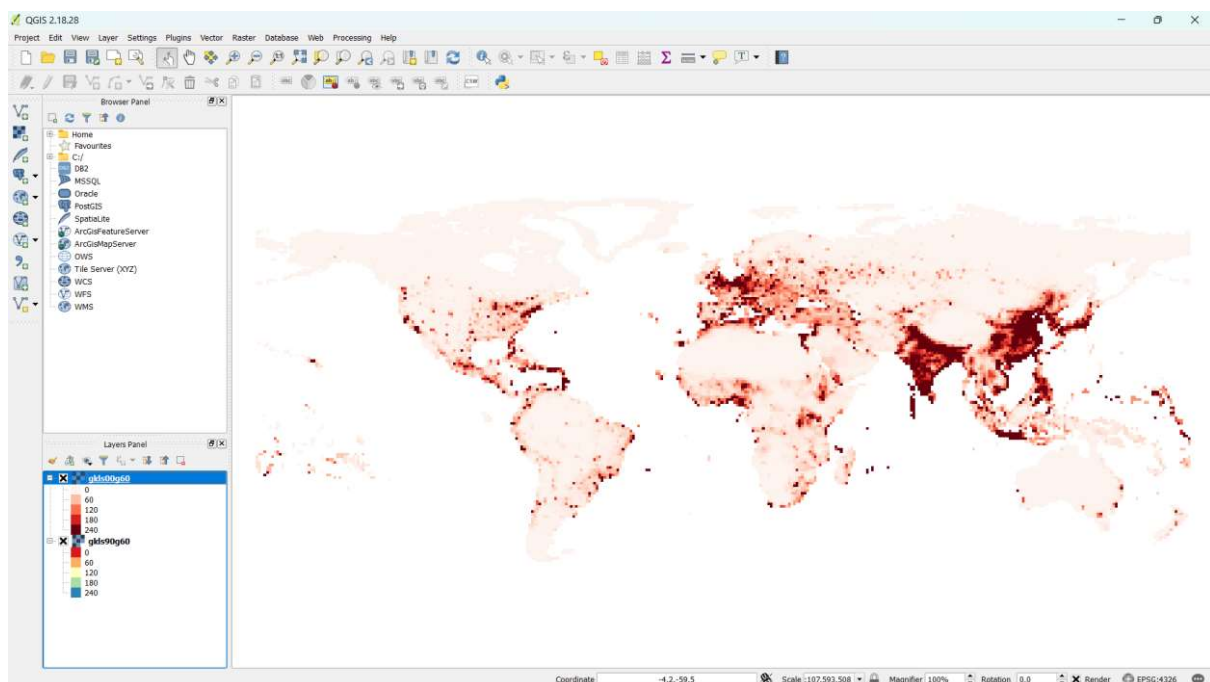 QGIS 2.18.28
Project Edit View Layer Settings Plugins Vector Raster Database Web Processing Help
Browser Panel
Home
Favourites
C:/
DB2
MSSQL
Oracle
PostGIS
SpatiaLite
ArcGisFeatureServer
ArcGisMapServer
OWS
Tile Server (XYZ)
WCS
WFS
WMS
Layers Panel
glds00g60
0
60
120
180
240
glds90g60
0
60
120
180
240
Coordinate -4.2,-59.5 Scale :107,593,508 Magnifier 100% Rotation 0.0 Render EPSG:4326